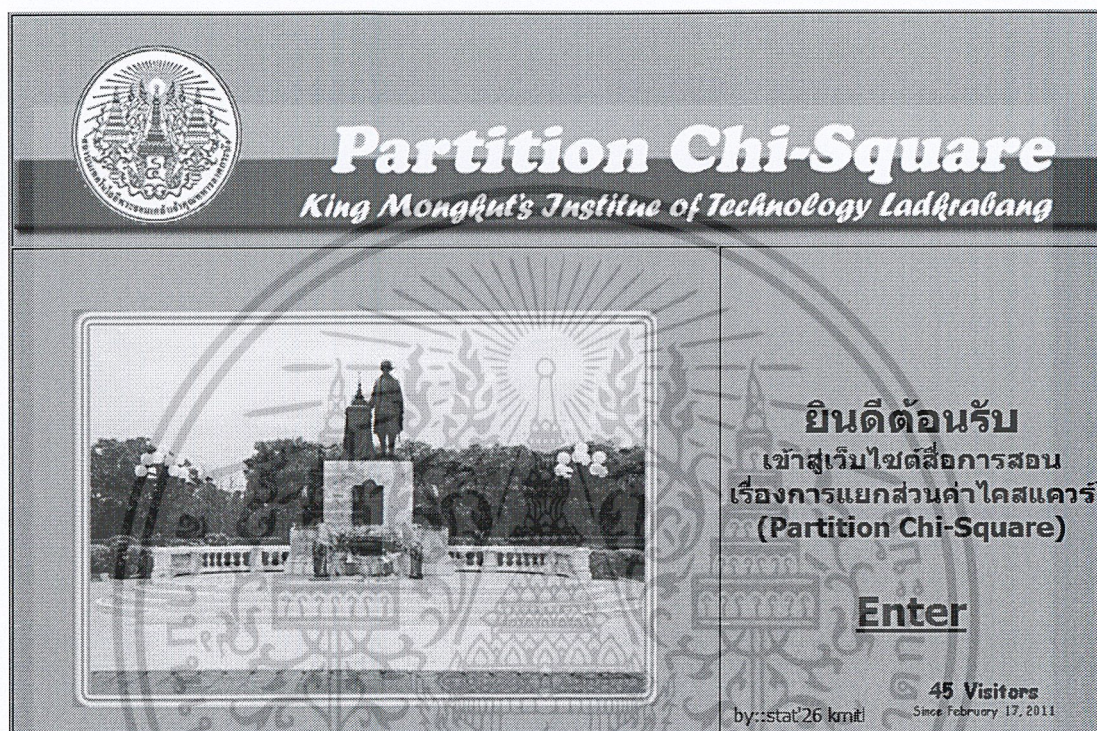 Partition Chi-Square
King Mongkut's Institue of Technology Ladkrabang
ยินดีต้อนรับ
เข้าสู่เว็บไซต์สื่อการสอน
เรื่องการแยกส่วนค่าไคสแควร์
(Partition Chi-Square)
Enter
45 Visitors
Since February 17, 2011
by::stat'26 kmitl